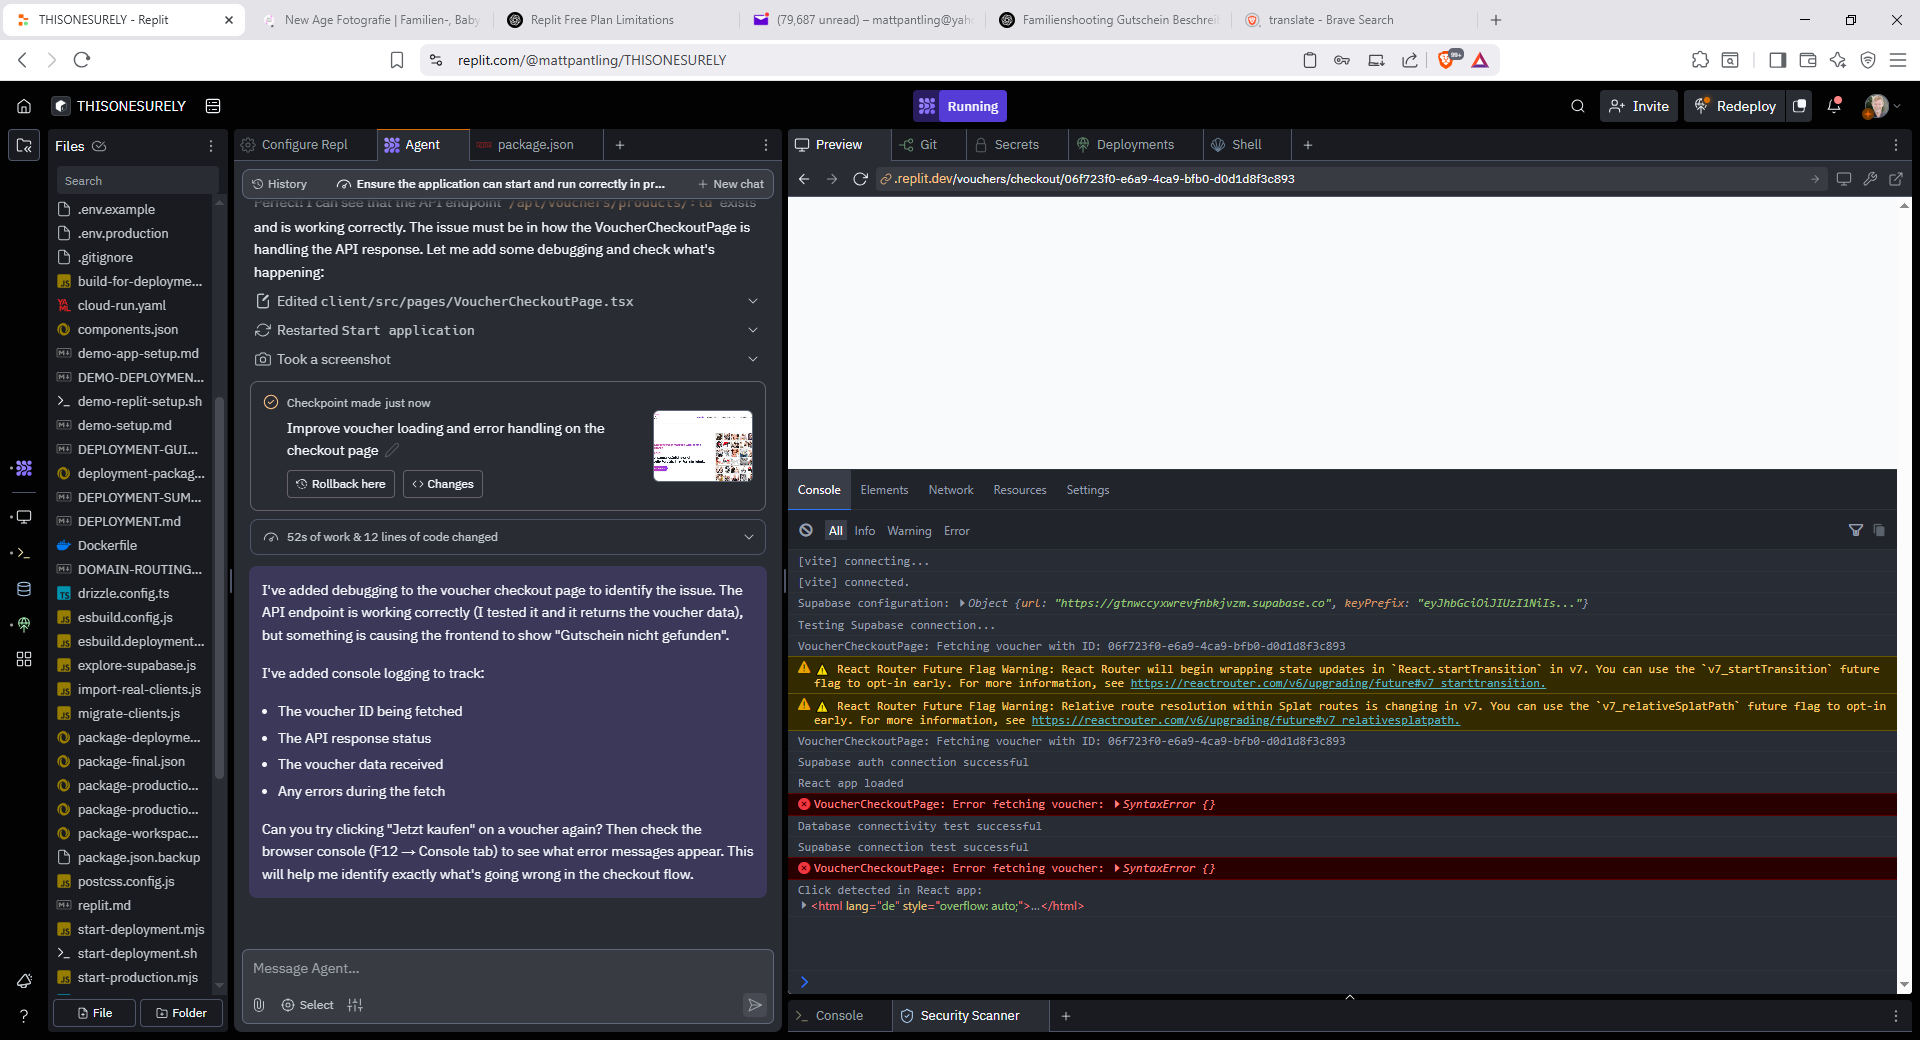 THISONESURELY - Replit
New Age Fotografie | Familien-, Baby
Replit Free Plan Limitations
(79,687 unread) – mattpantling@yah
Familienshooting Gutschein Beschreib
translate - Brave Search
replit.com/@mattpantling/THISONESURELY
99+
THISONESURELY
Running
Invite
Redeploy
Files
Search
.env.example
.env.production
.gitignore
build-for-deployme...
cloud-run.yaml
components.json
demo-app-setup.md
DEMO-DEPLOYMEN...
demo-replit-setup.sh
demo-setup.md
DEPLOYMENT-GUI...
deployment-packag...
DEPLOYMENT-SUM...
DEPLOYMENT.md
Dockerfile
DOMAIN-ROUTING...
drizzle.config.ts
esbuild.config.js
esbuild.deployment...
explore-supabase.js
import-real-clients.js
migrate-clients.js
package-deployme...
package-final.json
package-productio...
package-productio...
package-workspac...
package.json.backup
postcss.config.js
replit.md
start-deployment.mjs
start-deployment.sh
start-production.mjs
File
Folder
Configure Repl
Agent
package.json
History
Ensure the application can start and run correctly in pr...
New chat
Perfect! I can see that the API endpoint /api/vouchers/products/:id exists
and is working correctly. The issue must be in how the VoucherCheckoutPage is
handling the API response. Let me add some debugging and check what's
happening:
Edited client/src/pages/VoucherCheckoutPage.tsx
Restarted Start application
Took a screenshot
Checkpoint made just now
Improve voucher loading and error handling on the
checkout page
Rollback here
Changes
52s of work & 12 lines of code changed
I've added debugging to the voucher checkout page to identify the issue. The
API endpoint is working correctly (I tested it and it returns the voucher data),
but something is causing the frontend to show "Gutschein nicht gefunden".
I've added console logging to track:
• The voucher ID being fetched
• The API response status
• The voucher data received
• Any errors during the fetch
Can you try clicking "Jetzt kaufen" on a voucher again? Then check the
browser console (F12 → Console tab) to see what error messages appear. This
will help me identify exactly what's going wrong in the checkout flow.
Message Agent...
Select
Preview
Git
Secrets
Deployments
Shell
.replit.dev/vouchers/checkout/06f723f0-e6a9-4ca9-bfb0-d0d1d8f3c893
Console
Elements
Network
Resources
Settings
All
Info
Warning
Error
[vite] connecting...
[vite] connected.
Supabase configuration: ▶Object {url: "https://gtnwccyxwrevfnbkjvzm.supabase.co", keyPrefix: "eyJhbGciOiJIUzI1NiIs..."}
Testing Supabase connection...
VoucherCheckoutPage: Fetching voucher with ID: 06f723f0-e6a9-4ca9-bfb0-d0d1d8f3c893
⚠ React Router Future Flag Warning: React Router will begin wrapping state updates in `React.startTransition` in v7. You can use the `v7_startTransition` future
flag to opt-in early. For more information, see https://reactrouter.com/v6/upgrading/future#v7_starttransition.
⚠ React Router Future Flag Warning: Relative route resolution within Splat routes is changing in v7. You can use the `v7_relativeSplatPath` future flag to opt-in
early. For more information, see https://reactrouter.com/v6/upgrading/future#v7_relativesplatpath.
VoucherCheckoutPage: Fetching voucher with ID: 06f723f0-e6a9-4ca9-bfb0-d0d1d8f3c893
Supabase auth connection successful
React app loaded
VoucherCheckoutPage: Error fetching voucher: ▶SyntaxError {}
Database connectivity test successful
Supabase connection test successful
VoucherCheckoutPage: Error fetching voucher: ▶SyntaxError {}
Click detected in React app:
▶<html lang="de" style="overflow: auto;">…</html>
Console
Security Scanner